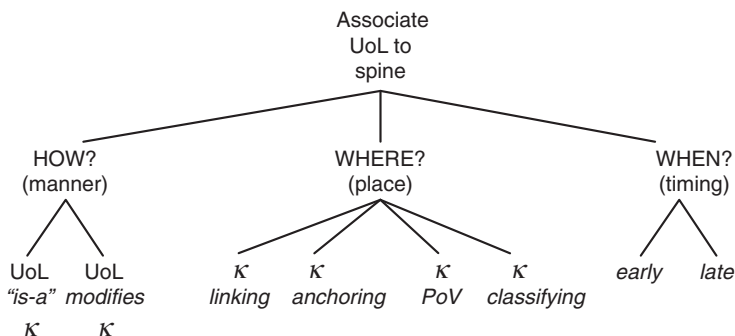 Associate
UoL to
spine
HOW? WHERE? WHEN?
(manner) (place) (timing)
UoL UoL κ κ κ κ early late
"is-a" modifies linking anchoring PoV classifying
κ κ